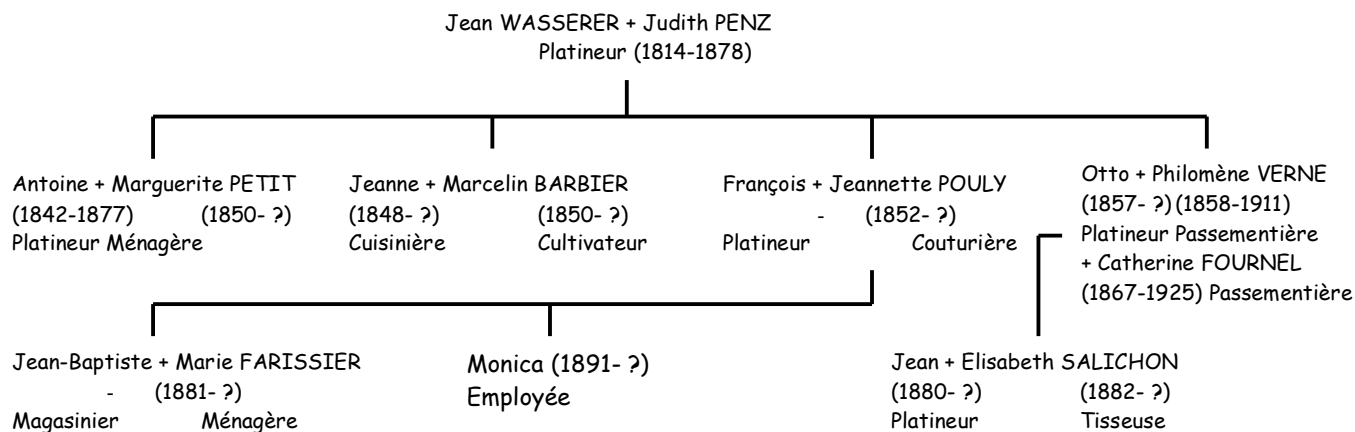 Jean WASSERER + Judith PENZ
Platineur (1814-1878)
Antoine + Marguerite PETIT
(1842-1877) (1850- ?)
Platineur Ménagère
Jeanne + Marcelin BARBIER
(1848- ?) (1850- ?)
Cuisinière Cultivateur
François + Jeannette POULY
- (1852- ?)
Platineur Couturière
Otto + Philomène VERNE
(1857- ?) (1858-1911)
Platineur Passementière
+ Catherine FOURNEL
(1867-1925) Passementière
Jean-Baptiste + Marie FARISSIER
- (1881- ?)
Magasinier Ménagère
Monica (1891- ?)
Employée
Jean + Elisabeth SALICHON
(1880- ?) (1882- ?)
Platineur Tisseuse